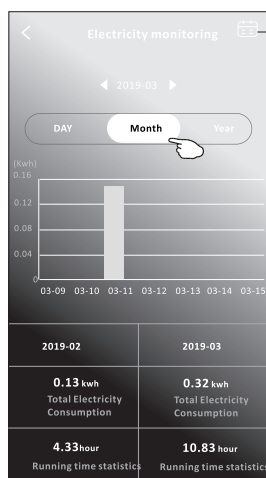 Electricity monitoring
2019-03
DAY Month Year
(Kwh)
0.16
0.12
0.08
0.04
0
03-09 03-10 03-11 03-12 03-13 03-14 03-15
2019-02 2019-03
0.13 kwh 0.32 kwh
Total Electricity Total Electricity
Consumption Consumption
4.33hour 10.83 hour
Running time statistics Running time statistics